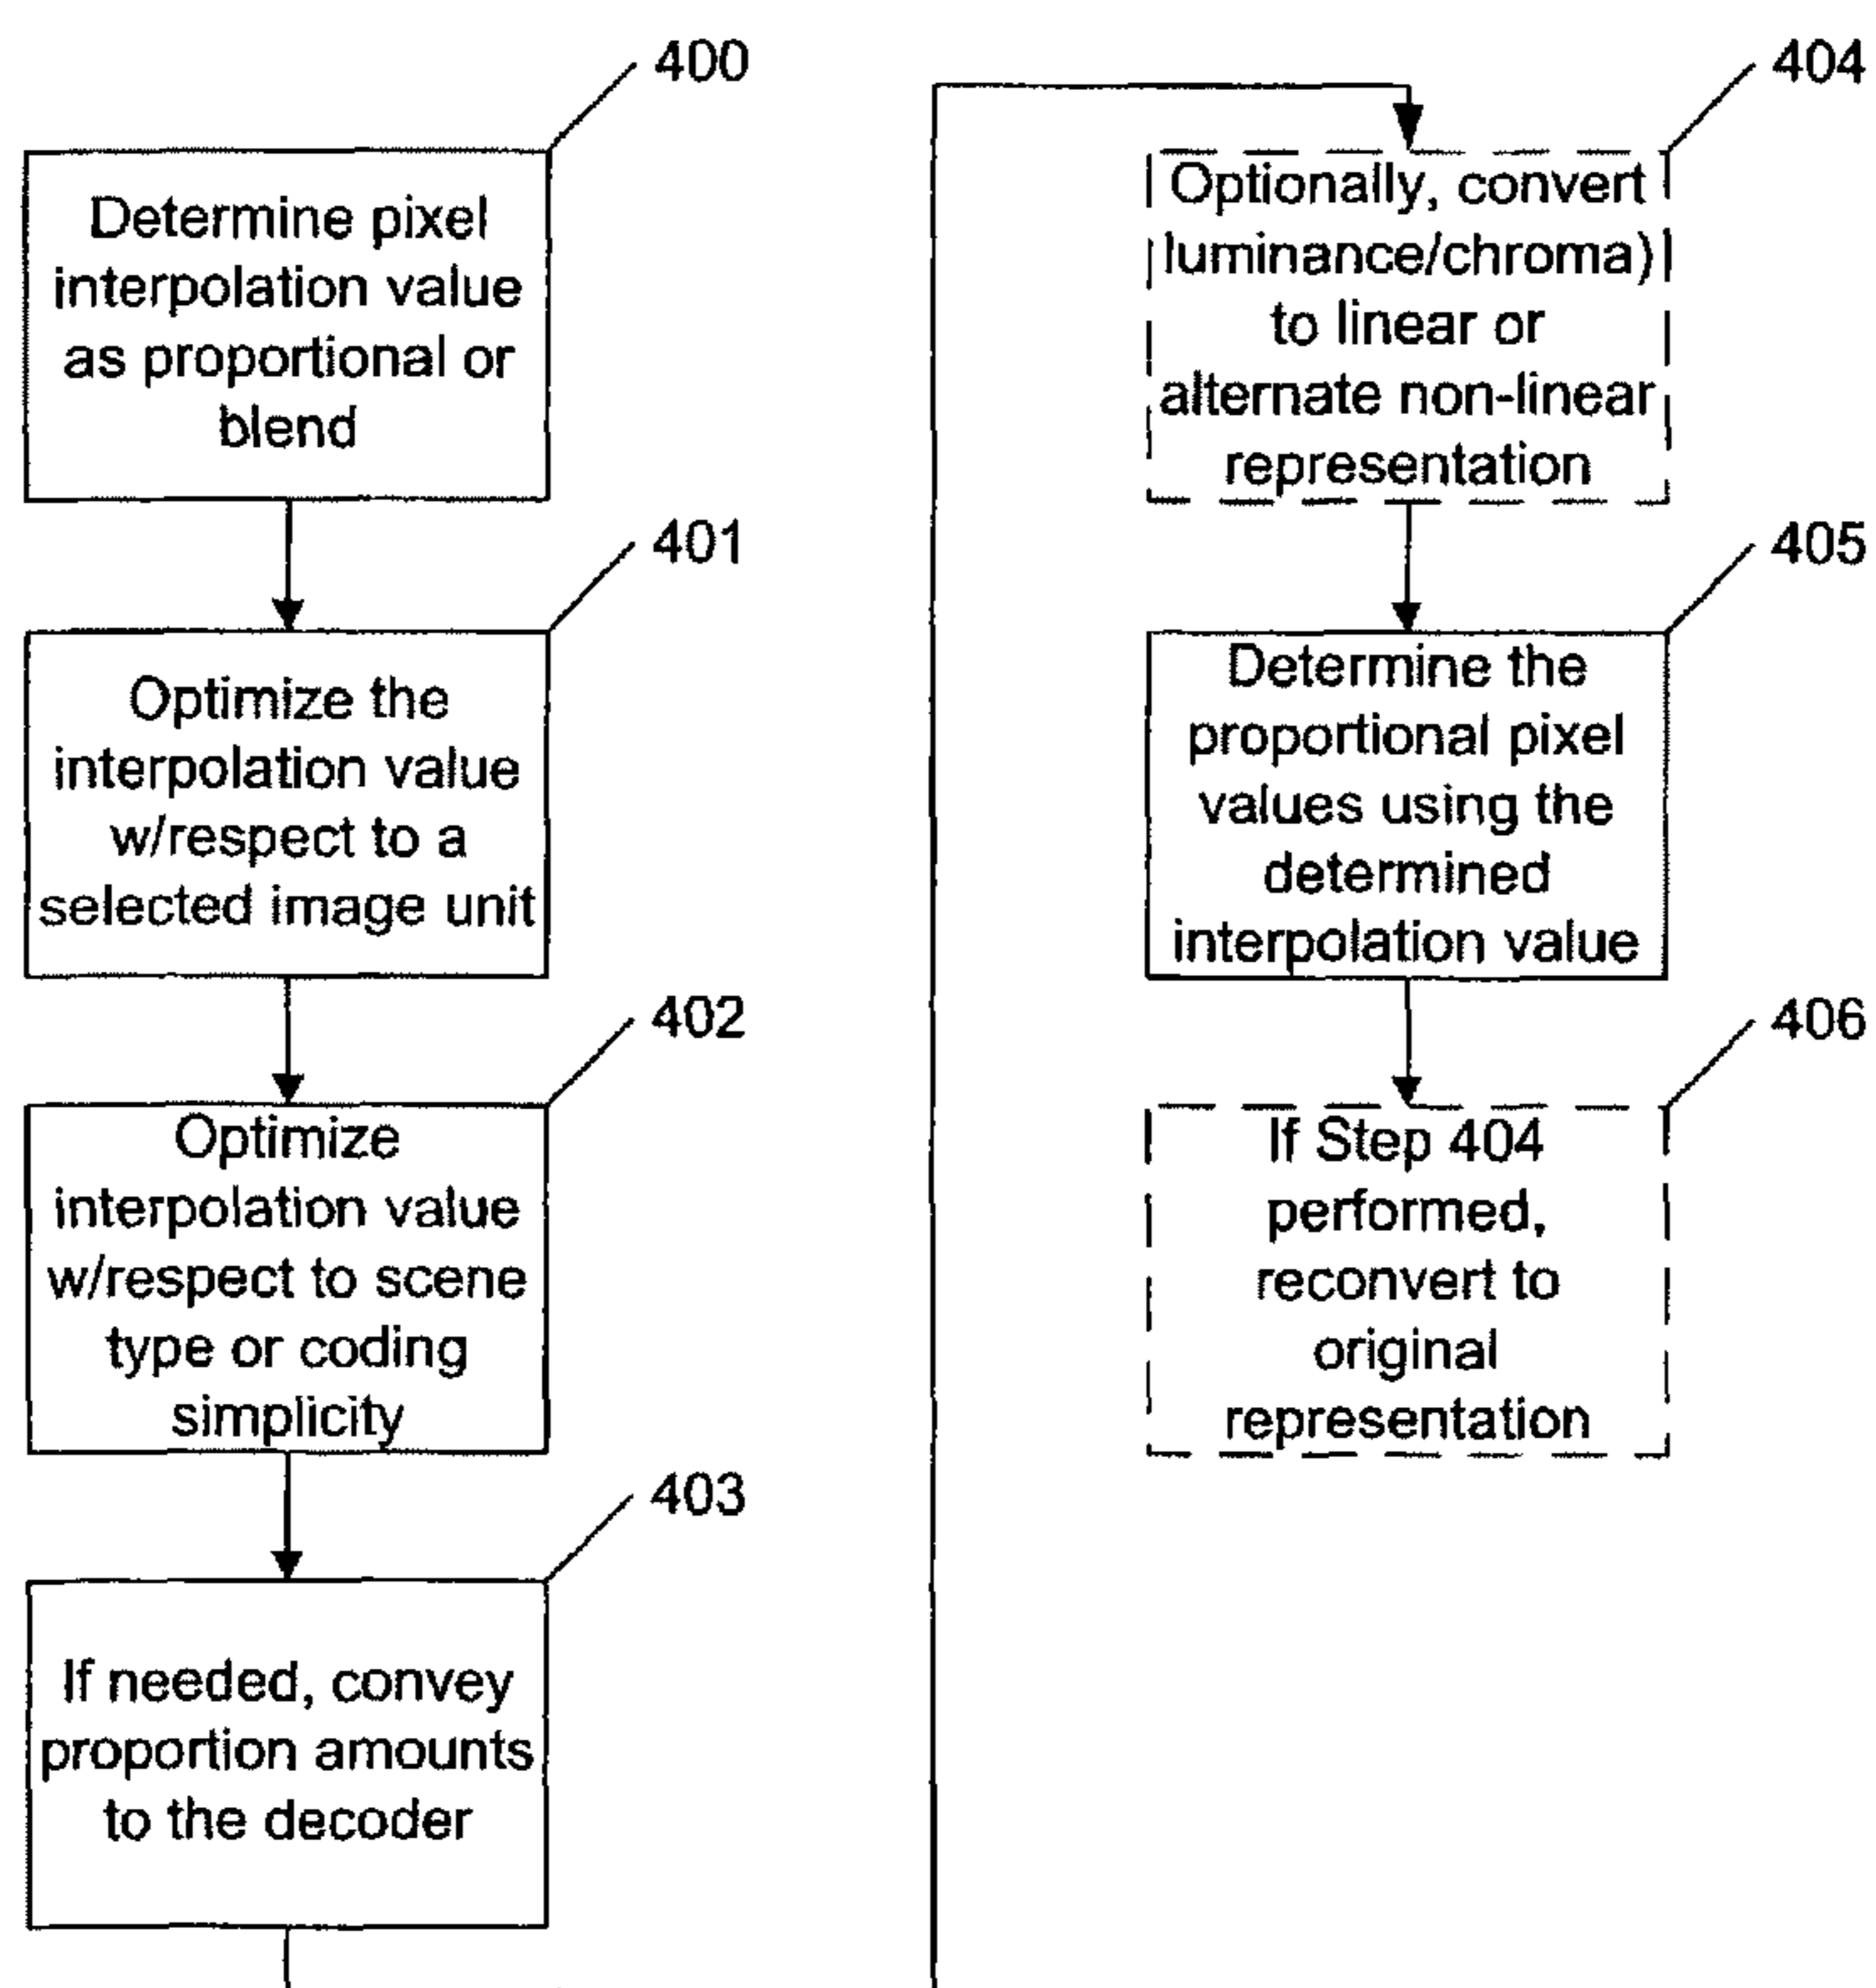 400
Determine pixel
interpolation value
as proportional or
blend
401
Optimize the
interpolation value
w/respect to a
selected image unit
402
Optimize
interpolation value
w/respect to scene
type or coding
simplicity
403
If needed, convey
proportion amounts
to the decoder
404
Optionally, convert
luminance/chroma)
to linear or
alternate non-linear
representation
405
Determine the
proportional pixel
values using the
determined
interpolation value
406
If Step 404
performed,
reconvert to
original
representation